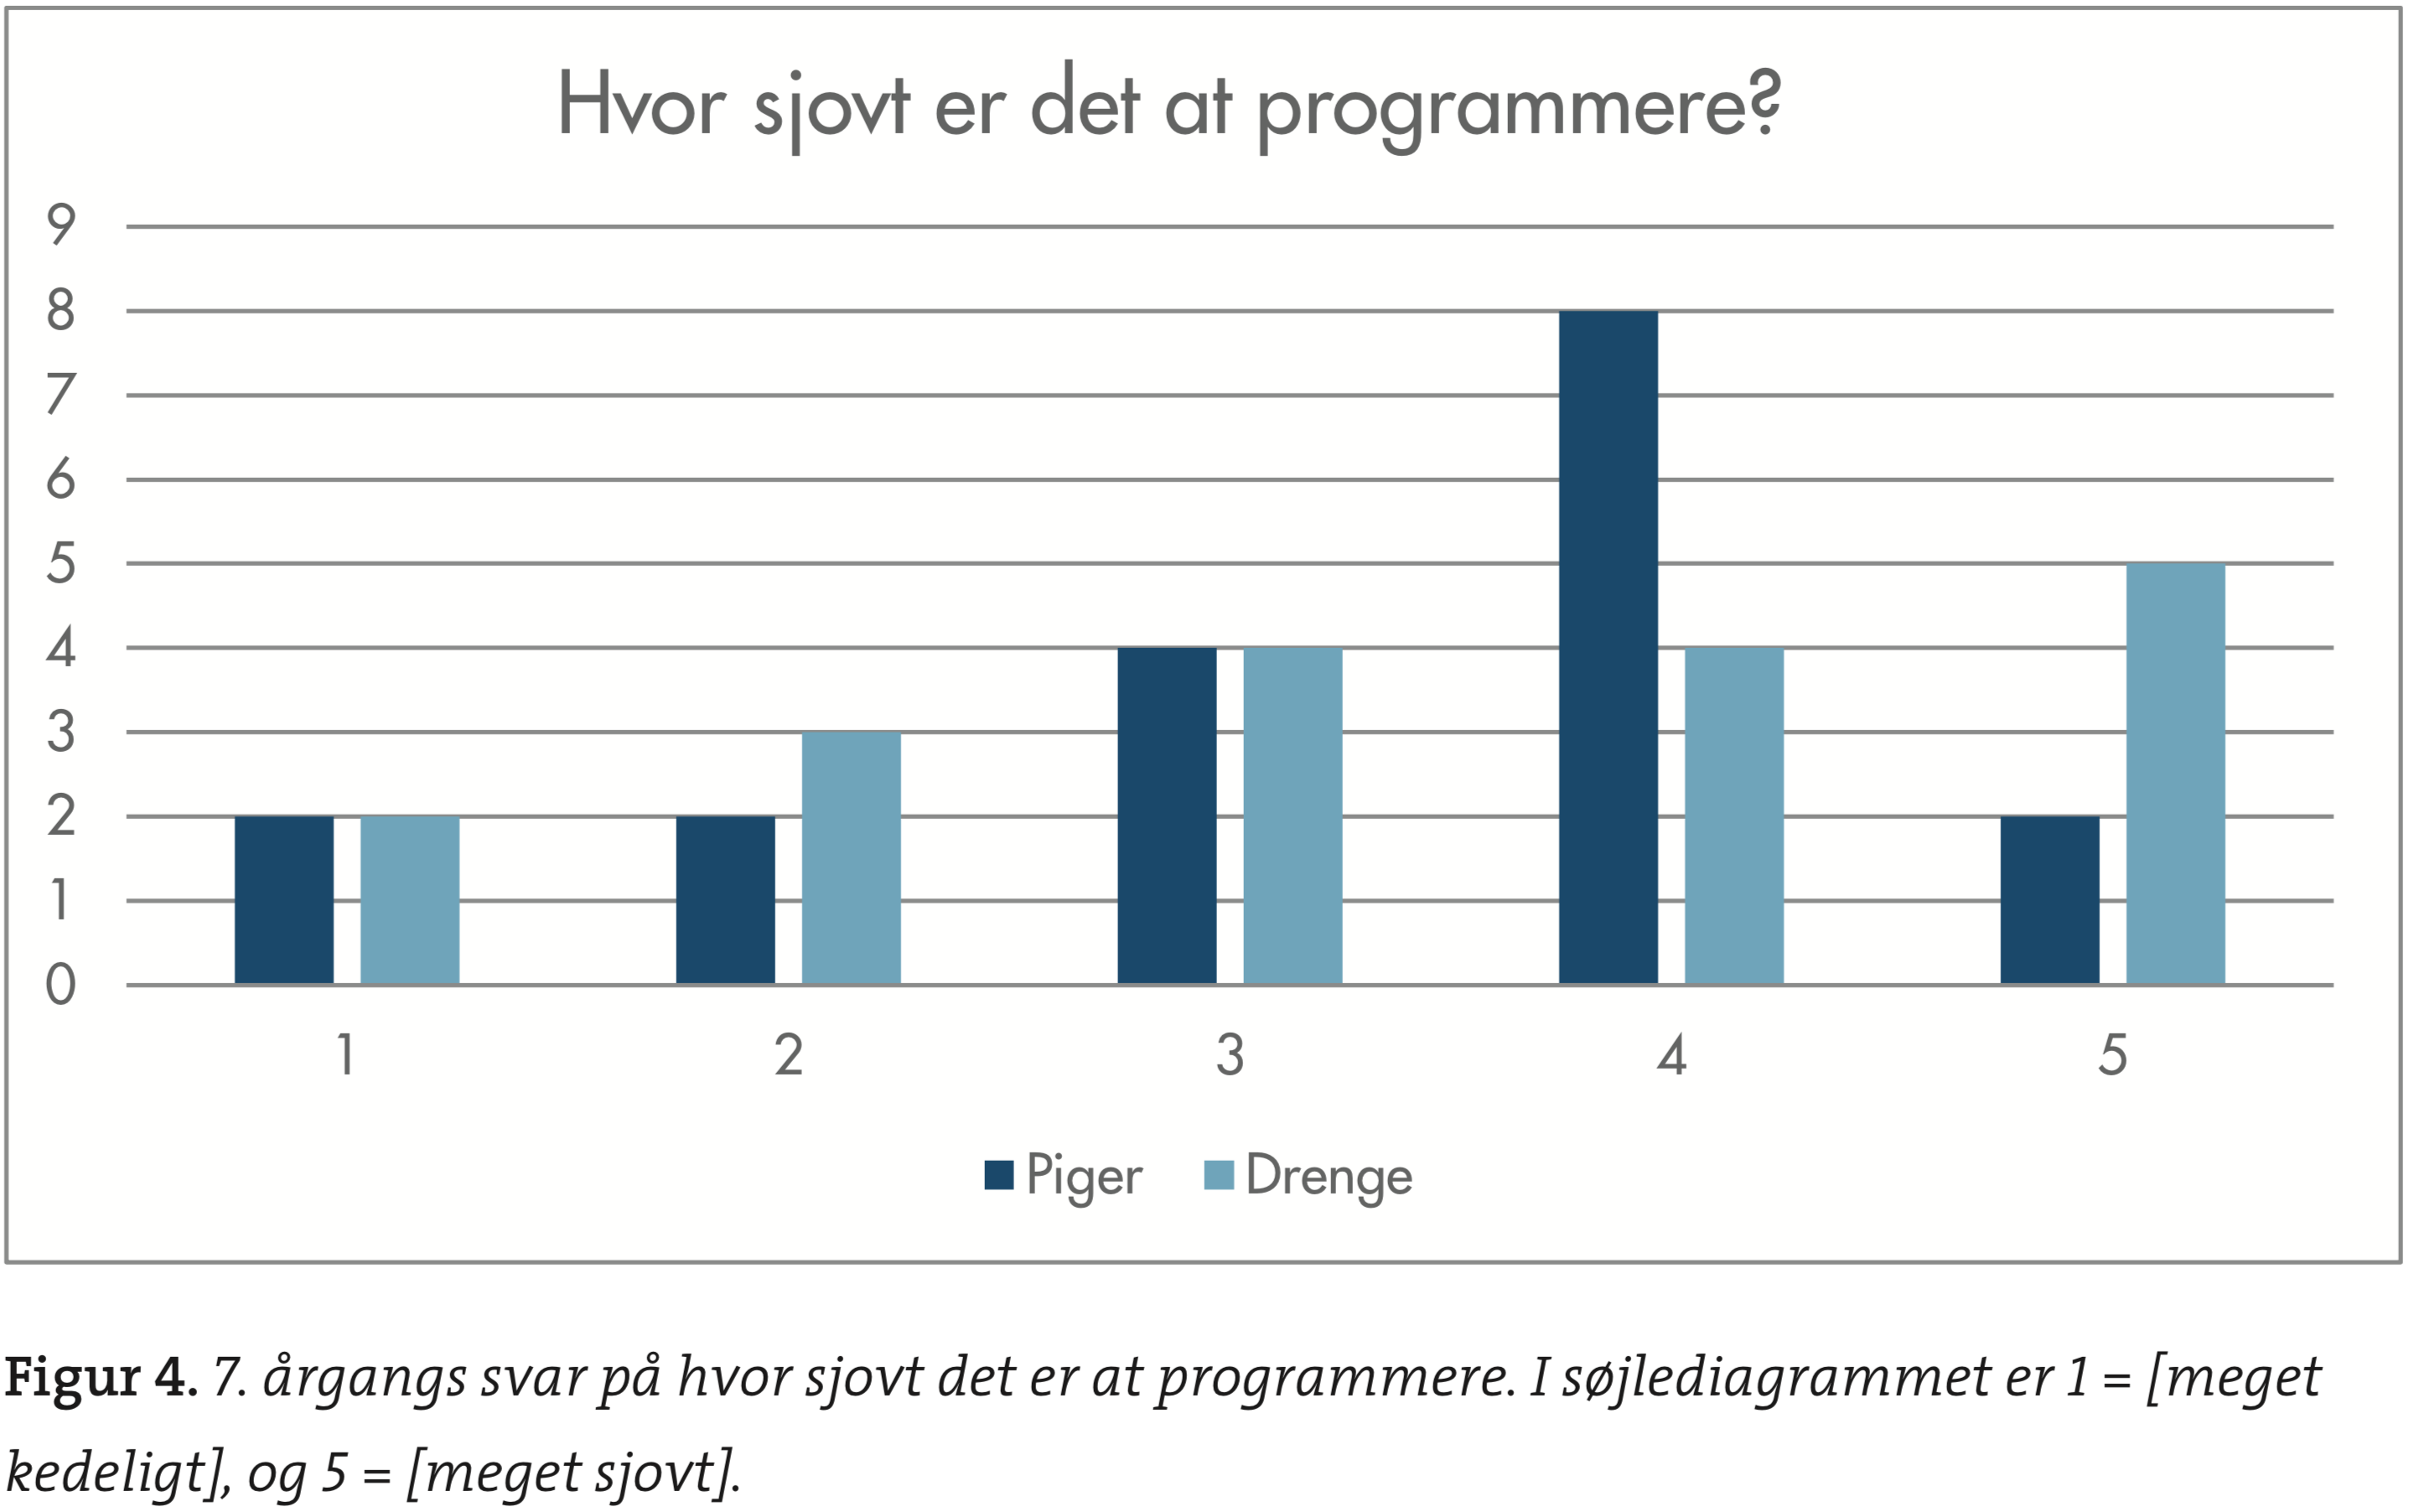 Hvor sjovt er det at programmere?
9
8
7
6
5
4
3
2
1
0
1 2 3 4 5
Piger Drenge
Figur 4. 7. årgangs svar på hvor sjovt det er at programmere. I søjlediagrammet er 1 = [meget
kedeligt], og 5 = [meget sjovt].